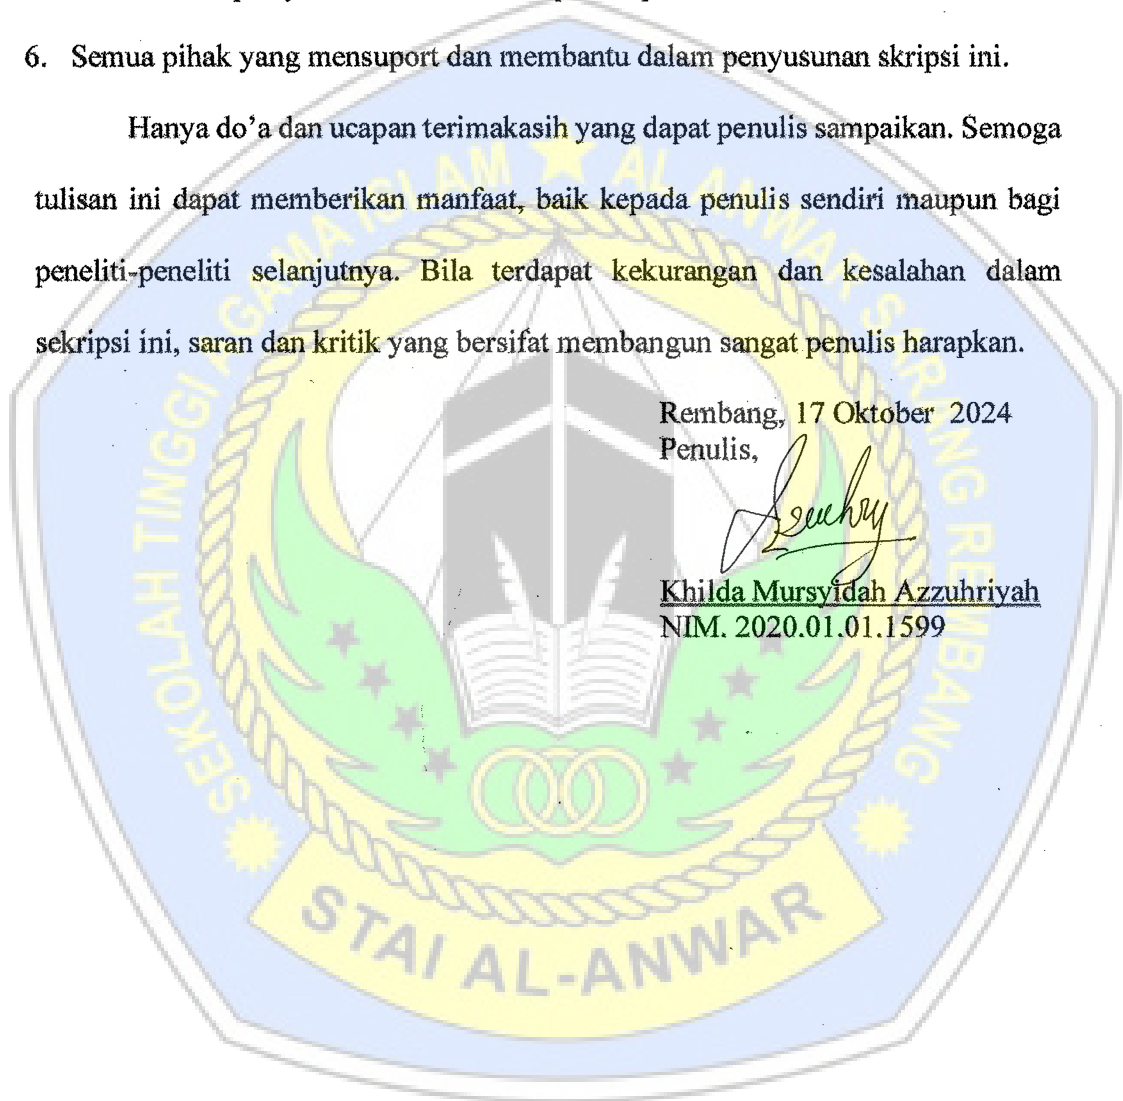 6. Semua pihak yang mensuport dan membantu dalam penyusunan skripsi ini.
Hanya do’a dan ucapan terimakasih yang dapat penulis sampaikan. Semoga
tulisan ini dapat memberikan manfaat, baik kepada penulis sendiri maupun bagi
peneliti-peneliti selanjutnya. Bila terdapat kekurangan dan kesalahan dalam
sekripsi ini, saran dan kritik yang bersifat membangun sangat penulis harapkan.
Rembang, 17 Oktober 2024
Penulis,
Khilda Mursyidah Azzuhriyah
NIM. 2020.01.01.1599
SEKOLAH TINGGI AGAMA ISLAM ★ AL ANWAR SARANG REMBANG
STAI AL-ANWAR